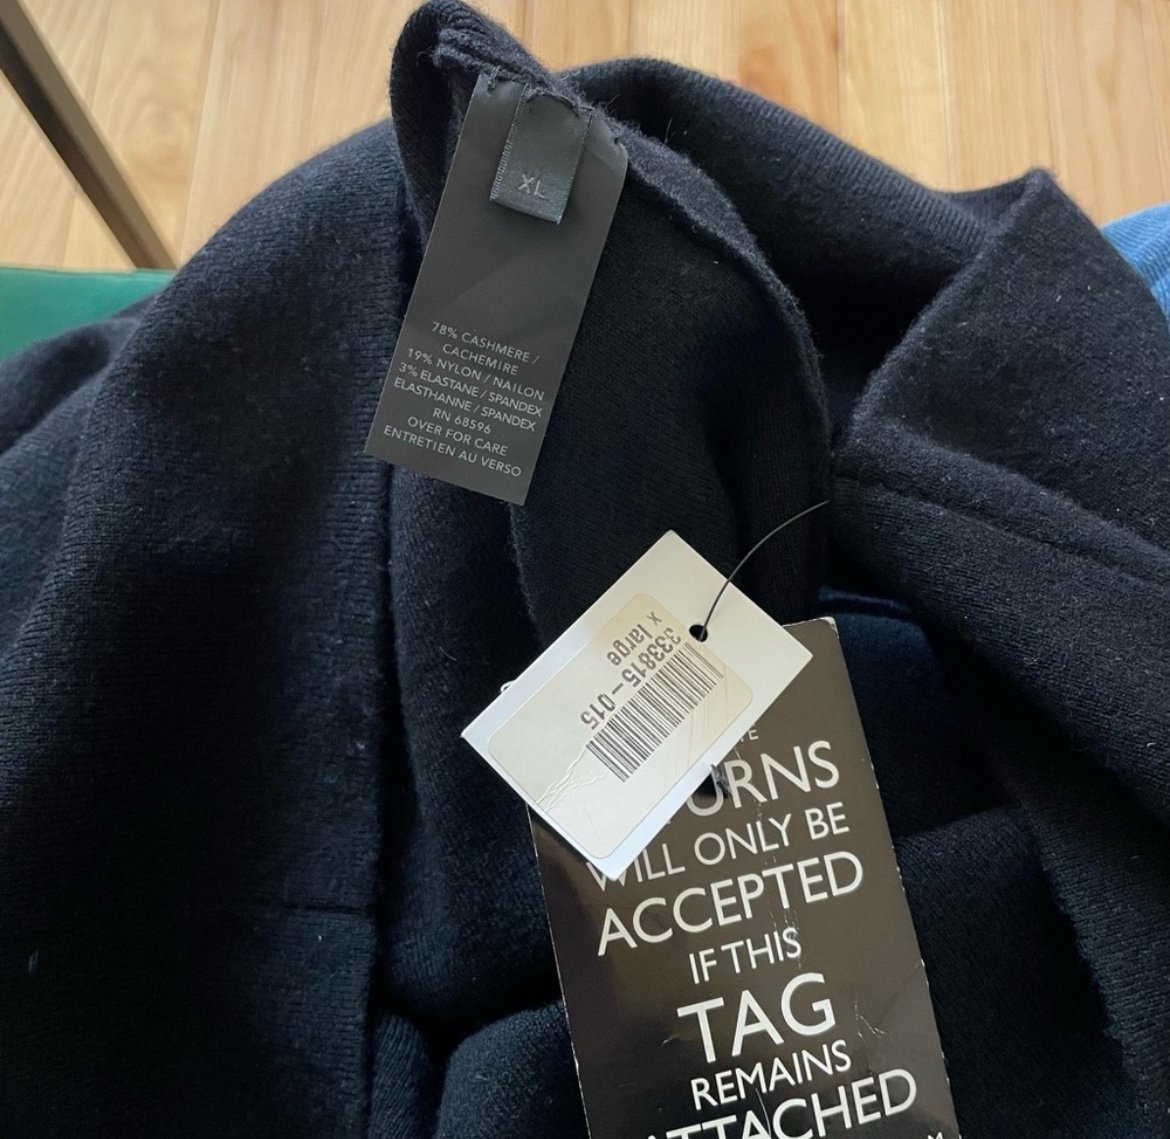 XL
78% CASHMERE /
CACHEMIRE
19% NYLON / NAILON
3% ELASTANE / SPANDEX
ELASTHANNE / SPANDEX
RN 68596
OVER FOR CARE
ENTRETIEN AU VERSO
333815-015
X large
WILL ONLY BE
ACCEPTED
IF THIS
TAG
REMAINS
ATTACHED